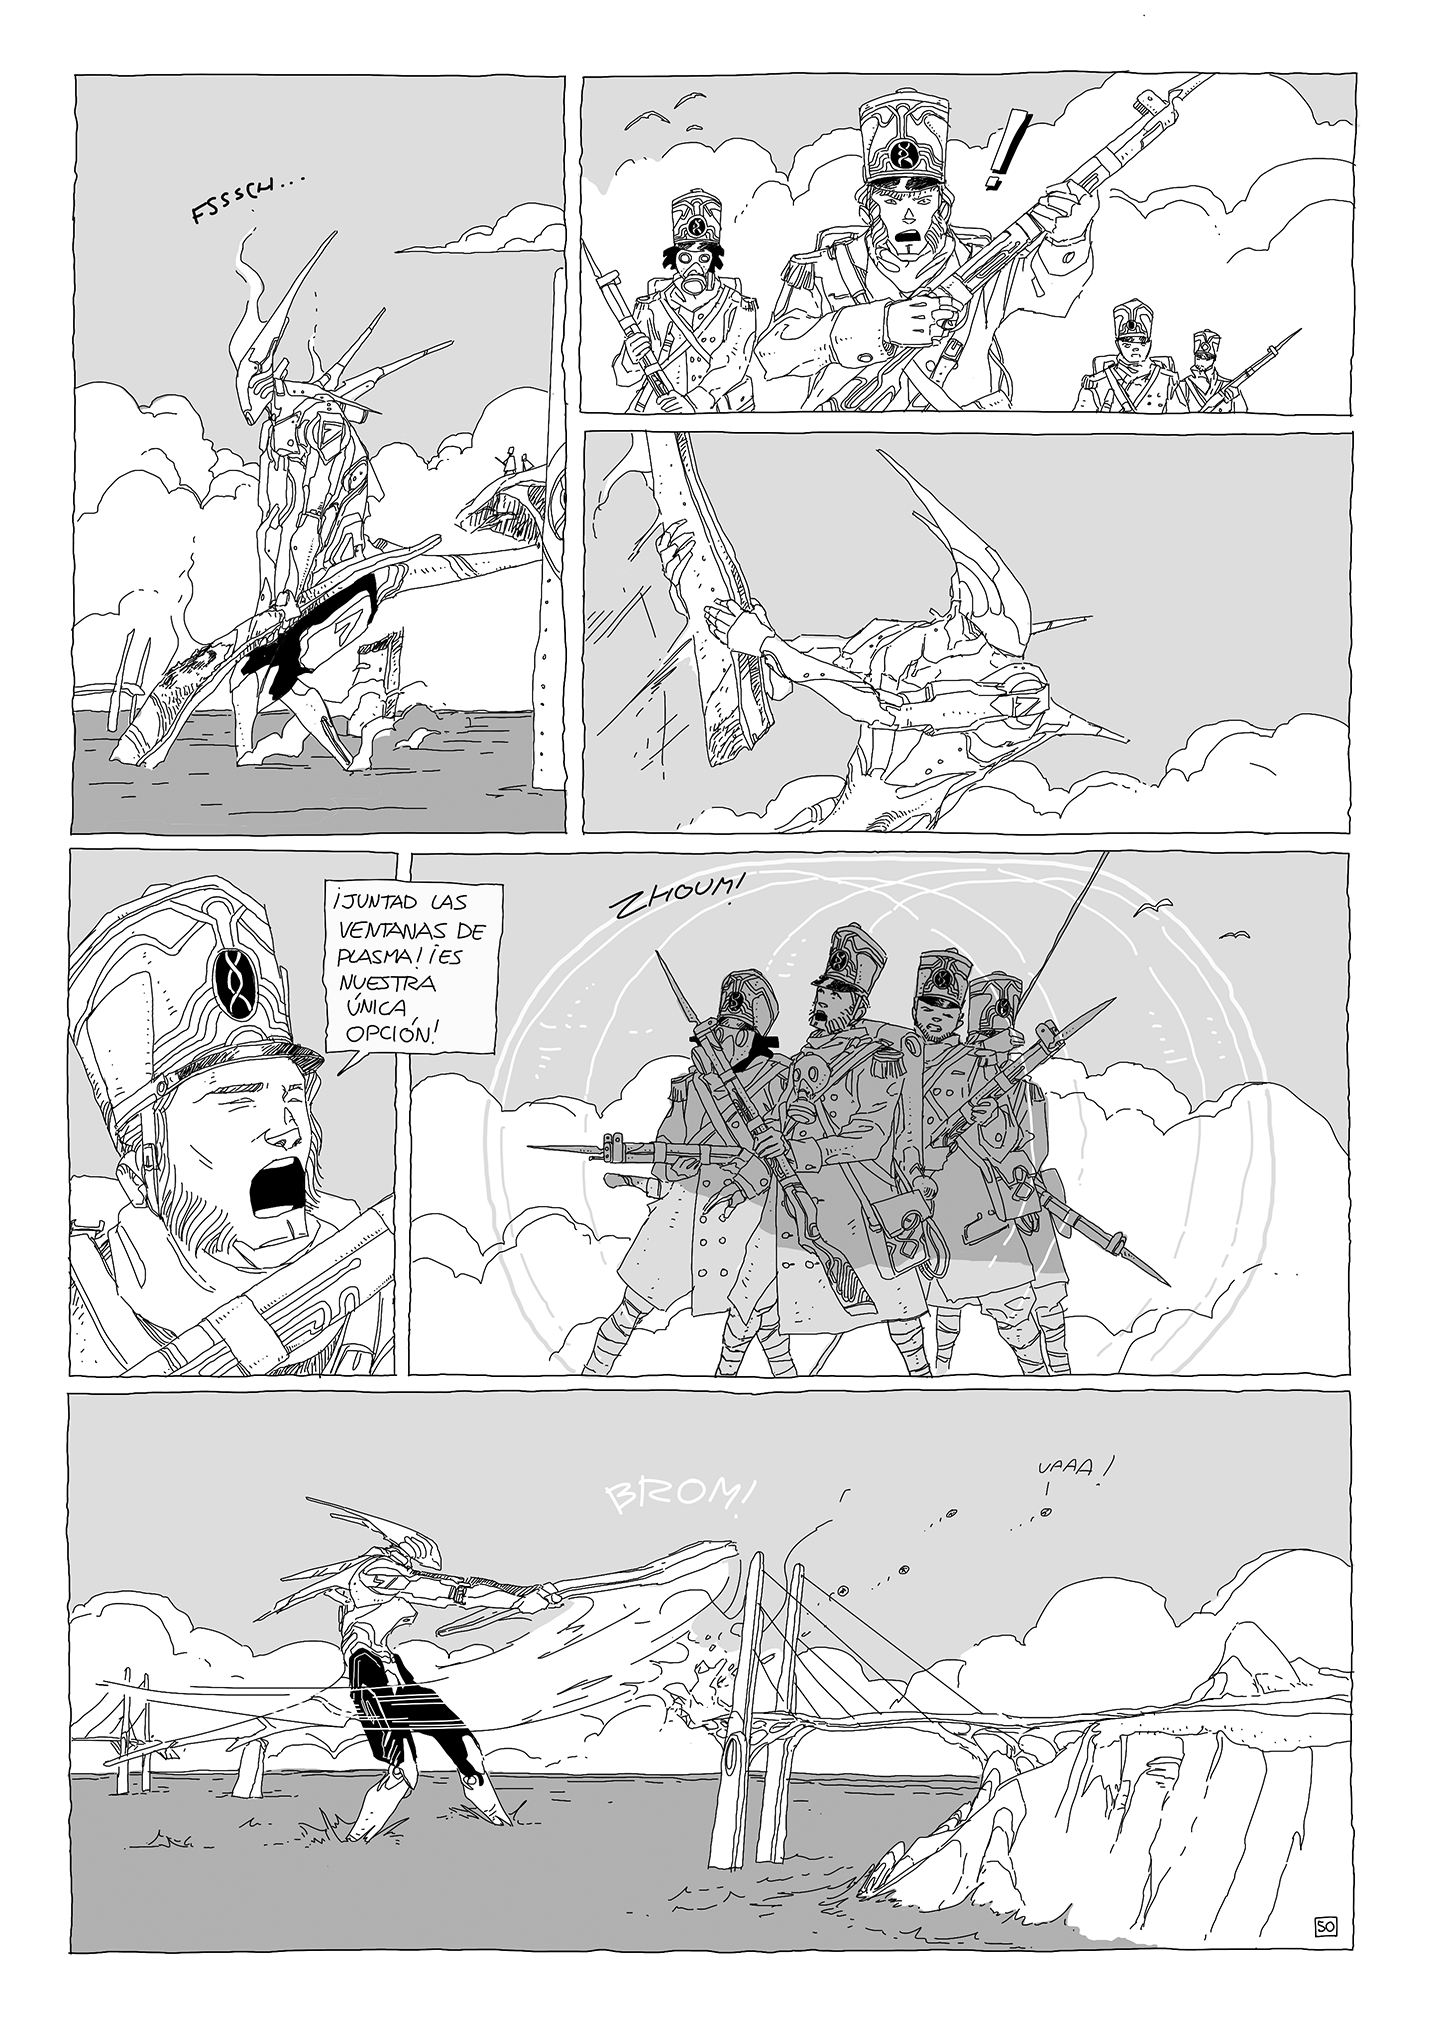 FSSSCH...
!
¡JUNTAD LAS
VENTANAS DE
PLASMA! ¡ES
NUESTRA
ÚNICA
OPCIÓN!
ZHOUM!
BROM!
UAAA!
50